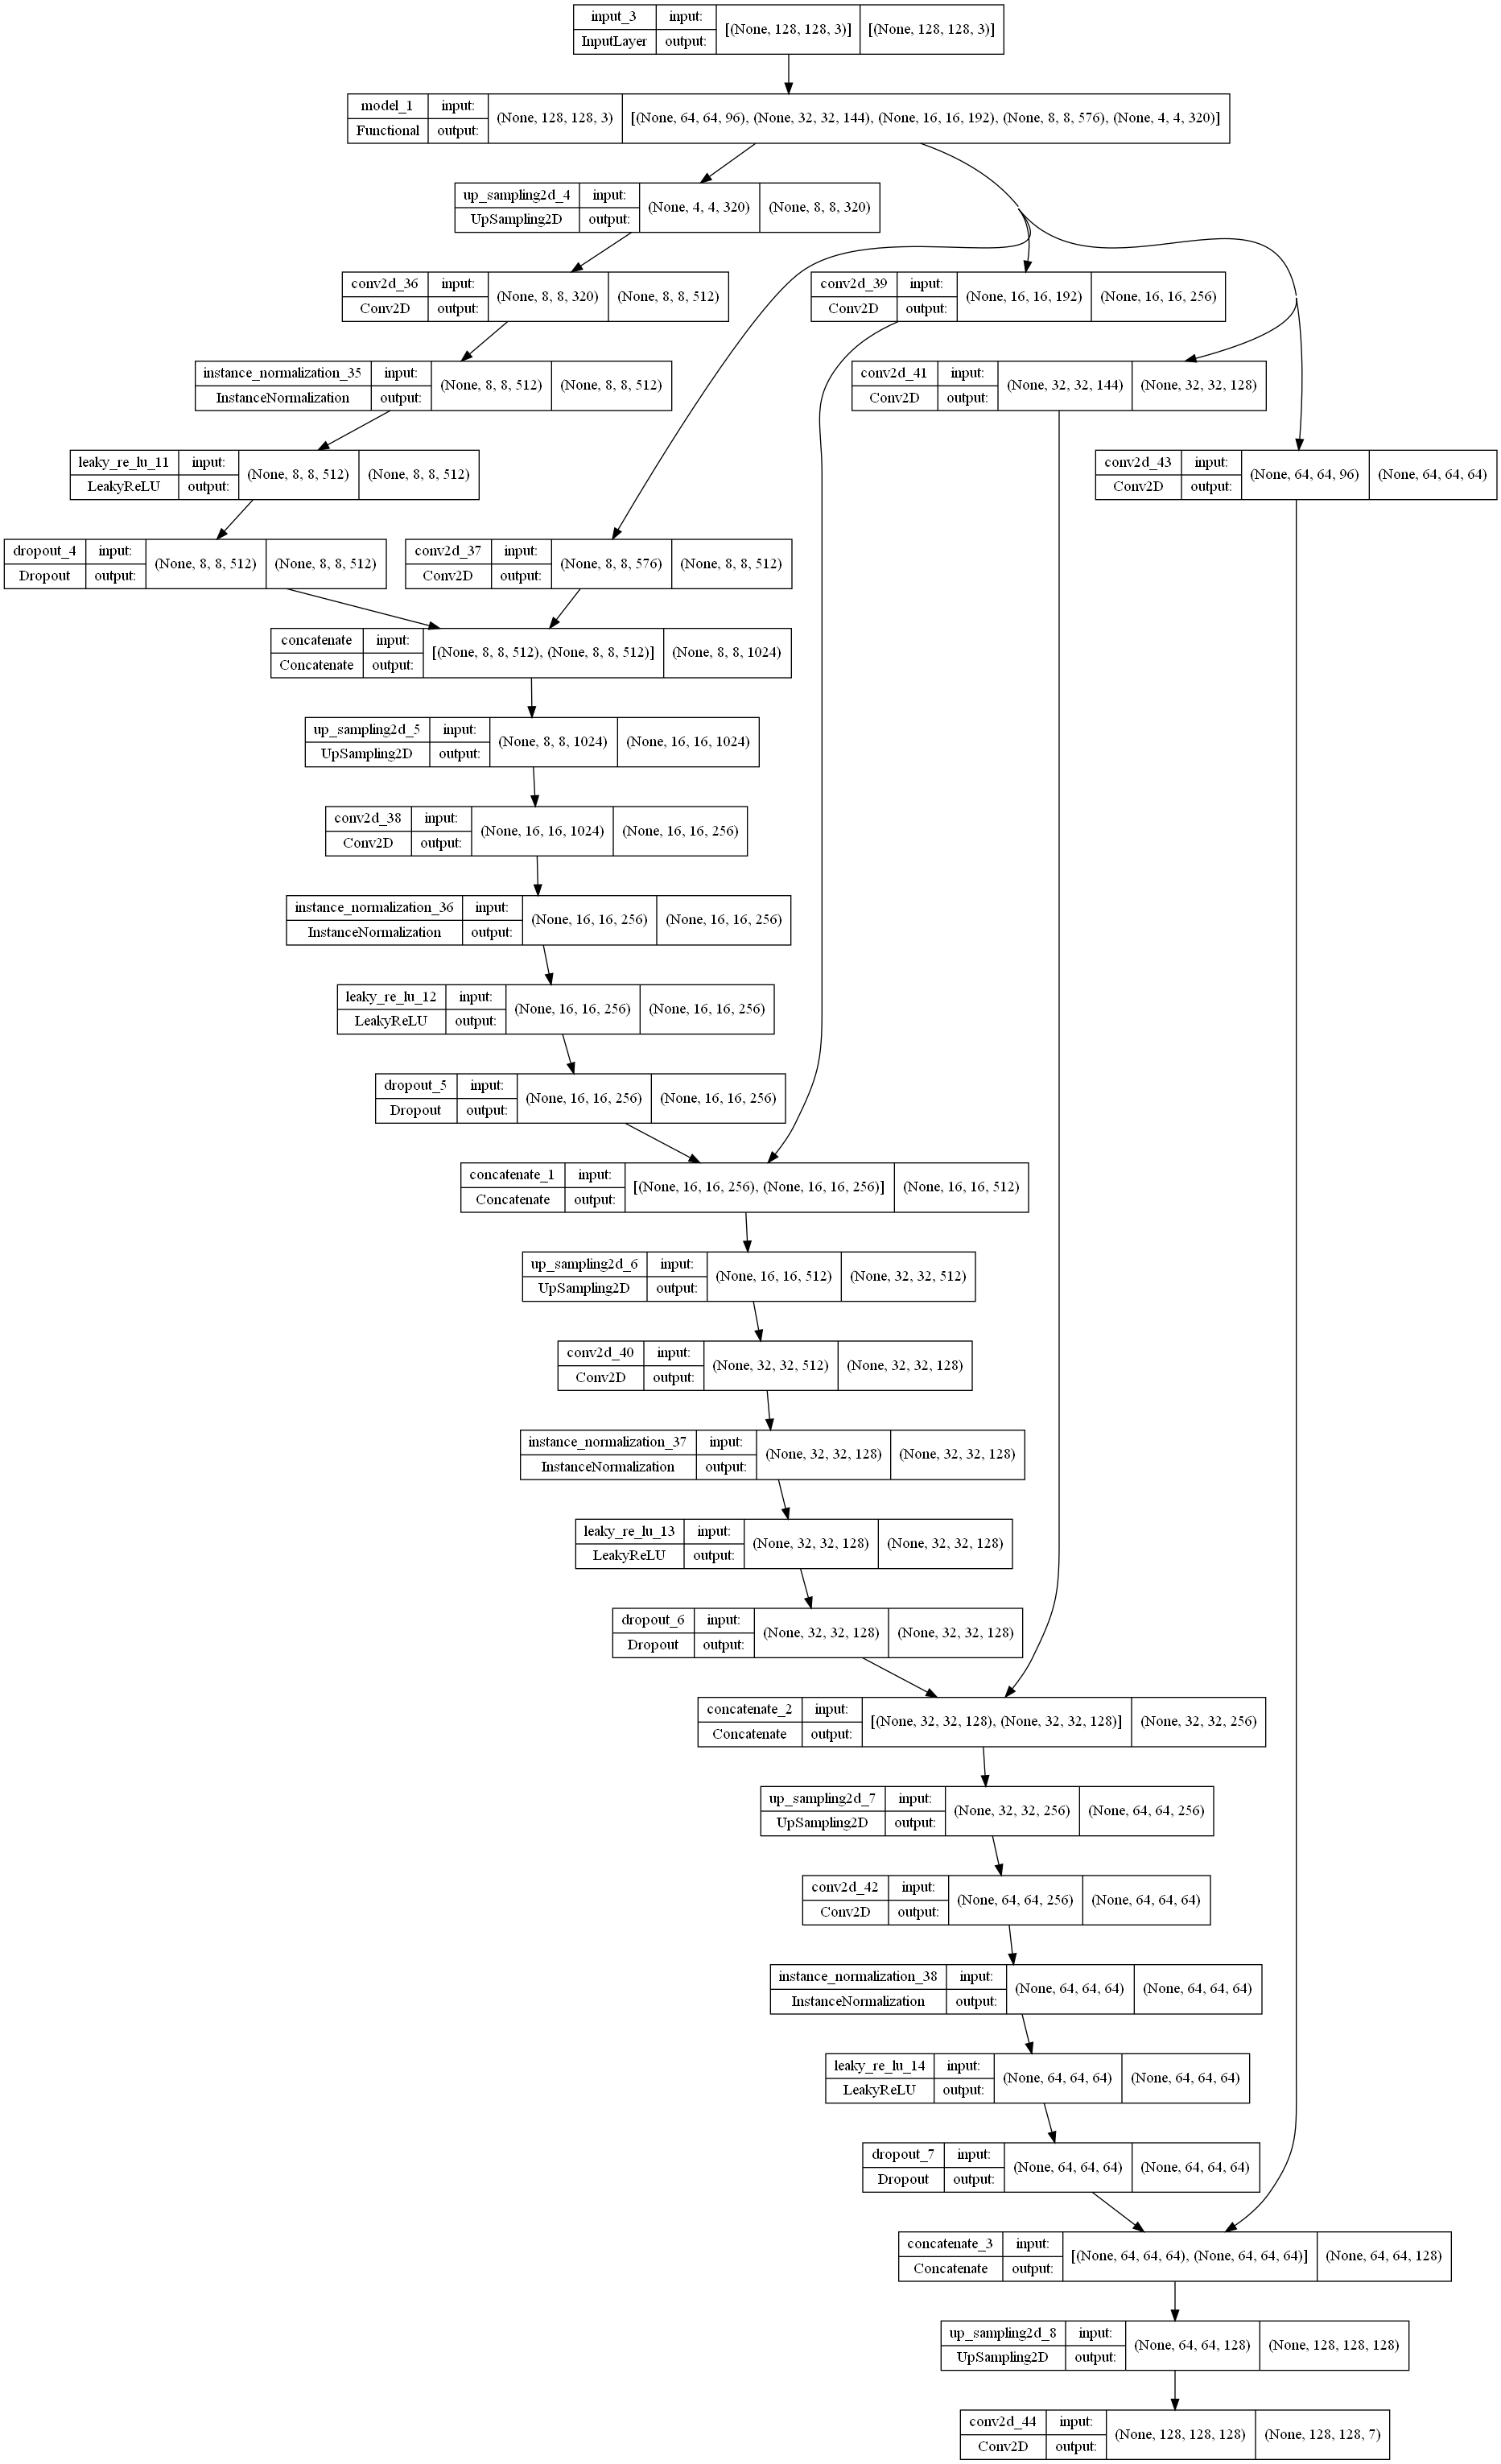 input_3 input: [(None, 128, 128, 3)] [(None, 128, 128, 3)]
InputLayer output:
model_1 input: (None, 128, 128, 3) [(None, 64, 64, 96), (None, 32, 32, 144), (None, 16, 16, 192), (None, 8, 8, 576), (None, 4, 4, 320)]
Functional output:
up_sampling2d_4 input: (None, 4, 4, 320) (None, 8, 8, 320)
UpSampling2D output:
conv2d_36 input: (None, 8, 8, 320) (None, 8, 8, 512)
Conv2D output:
conv2d_39 input: (None, 16, 16, 192) (None, 16, 16, 256)
Conv2D output:
instance_normalization_35 input: (None, 8, 8, 512) (None, 8, 8, 512)
InstanceNormalization output:
conv2d_41 input: (None, 32, 32, 144) (None, 32, 32, 128)
Conv2D output:
leaky_re_lu_11 input: (None, 8, 8, 512) (None, 8, 8, 512)
LeakyReLU output:
conv2d_43 input: (None, 64, 64, 96) (None, 64, 64, 64)
Conv2D output:
dropout_4 input: (None, 8, 8, 512) (None, 8, 8, 512)
Dropout output:
conv2d_37 input: (None, 8, 8, 576) (None, 8, 8, 512)
Conv2D output:
concatenate input: [(None, 8, 8, 512), (None, 8, 8, 512)] (None, 8, 8, 1024)
Concatenate output:
up_sampling2d_5 input: (None, 8, 8, 1024) (None, 16, 16, 1024)
UpSampling2D output:
conv2d_38 input: (None, 16, 16, 1024) (None, 16, 16, 256)
Conv2D output:
instance_normalization_36 input: (None, 16, 16, 256) (None, 16, 16, 256)
InstanceNormalization output:
leaky_re_lu_12 input: (None, 16, 16, 256) (None, 16, 16, 256)
LeakyReLU output:
dropout_5 input: (None, 16, 16, 256) (None, 16, 16, 256)
Dropout output:
concatenate_1 input: [(None, 16, 16, 256), (None, 16, 16, 256)] (None, 16, 16, 512)
Concatenate output:
up_sampling2d_6 input: (None, 16, 16, 512) (None, 32, 32, 512)
UpSampling2D output:
conv2d_40 input: (None, 32, 32, 512) (None, 32, 32, 128)
Conv2D output:
instance_normalization_37 input: (None, 32, 32, 128) (None, 32, 32, 128)
InstanceNormalization output:
leaky_re_lu_13 input: (None, 32, 32, 128) (None, 32, 32, 128)
LeakyReLU output:
dropout_6 input: (None, 32, 32, 128) (None, 32, 32, 128)
Dropout output:
concatenate_2 input: [(None, 32, 32, 128), (None, 32, 32, 128)] (None, 32, 32, 256)
Concatenate output:
up_sampling2d_7 input: (None, 32, 32, 256) (None, 64, 64, 256)
UpSampling2D output:
conv2d_42 input: (None, 64, 64, 256) (None, 64, 64, 64)
Conv2D output:
instance_normalization_38 input: (None, 64, 64, 64) (None, 64, 64, 64)
InstanceNormalization output:
leaky_re_lu_14 input: (None, 64, 64, 64) (None, 64, 64, 64)
LeakyReLU output:
dropout_7 input: (None, 64, 64, 64) (None, 64, 64, 64)
Dropout output:
concatenate_3 input: [(None, 64, 64, 64), (None, 64, 64, 64)] (None, 64, 64, 128)
Concatenate output:
up_sampling2d_8 input: (None, 64, 64, 128) (None, 128, 128, 128)
UpSampling2D output:
conv2d_44 input: (None, 128, 128, 128) (None, 128, 128, 7)
Conv2D output: